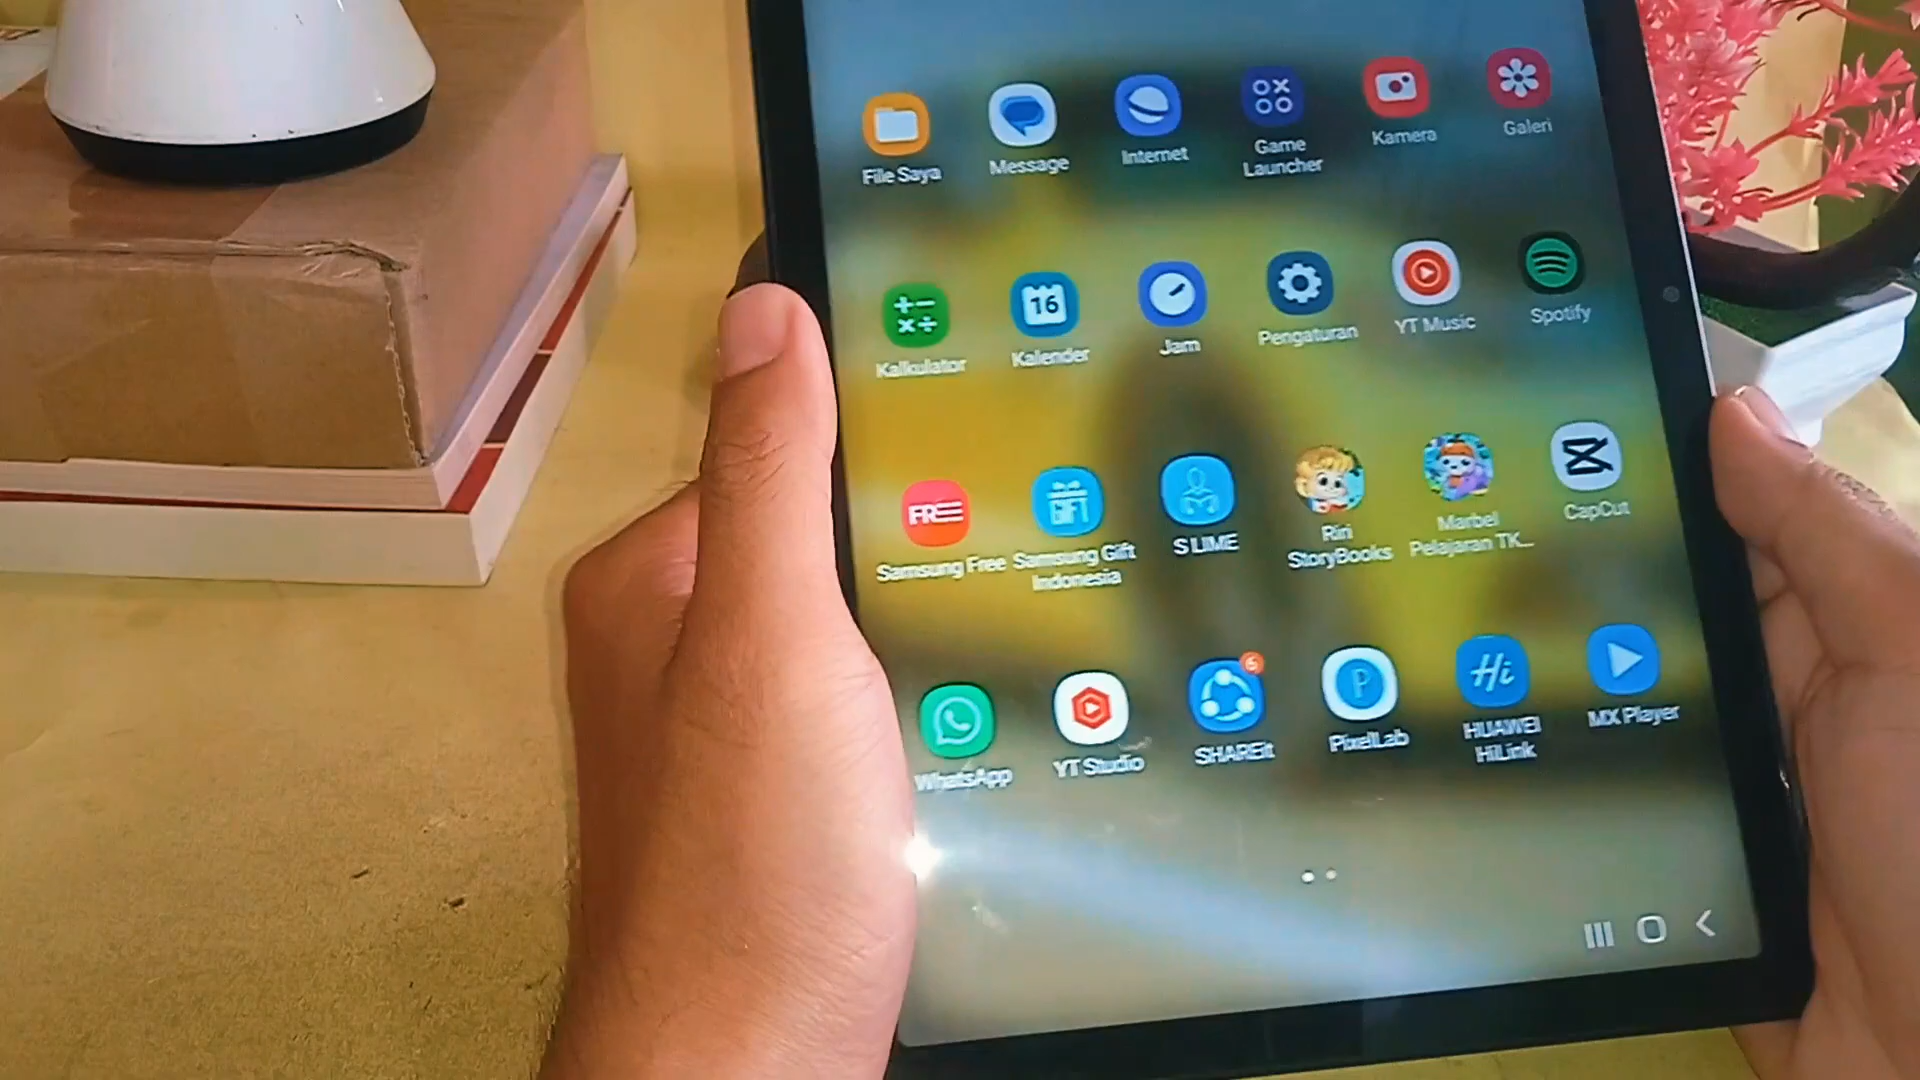 File Saya
Message
Internet
Game
Launcher
Kamera
Galeri
Kalkulator
16
Kalender
Jam
Pengaturan
YT Music
Spotify
FREE
Samsung Free
GIFT
Samsung Gift
Indonesia
S LIME
Riri
StoryBooks
Marbel
Pelajaran TK...
CapCut
WhatsApp
YT Studio
6
SHAREit
P
PixelLab
Hi
HUAWEI
HiLink
MX Player